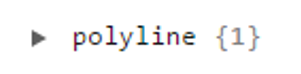 ▶ polyline {1}